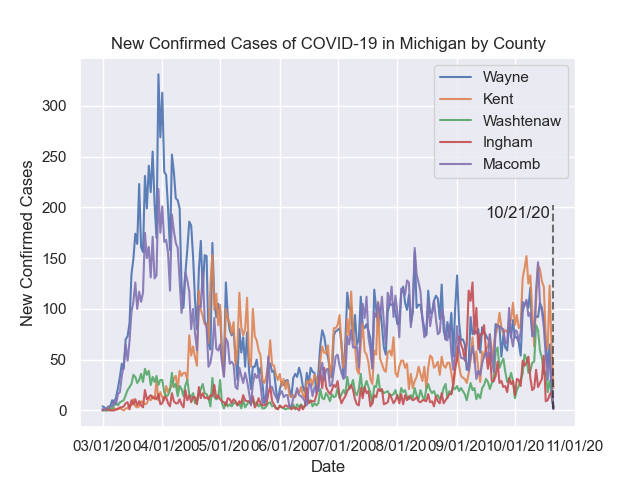 New Confirmed Cases of COVID-19 in Michigan by County
Wayne
Kent
Washtenaw
Ingham
Macomb
10/21/20
300
250
200
150
100
50
0
New Confirmed Cases
03/01/20 04/01/20 05/01/20 06/01/20 07/01/20 08/01/20 09/01/20 10/01/20 11/01/20
Date